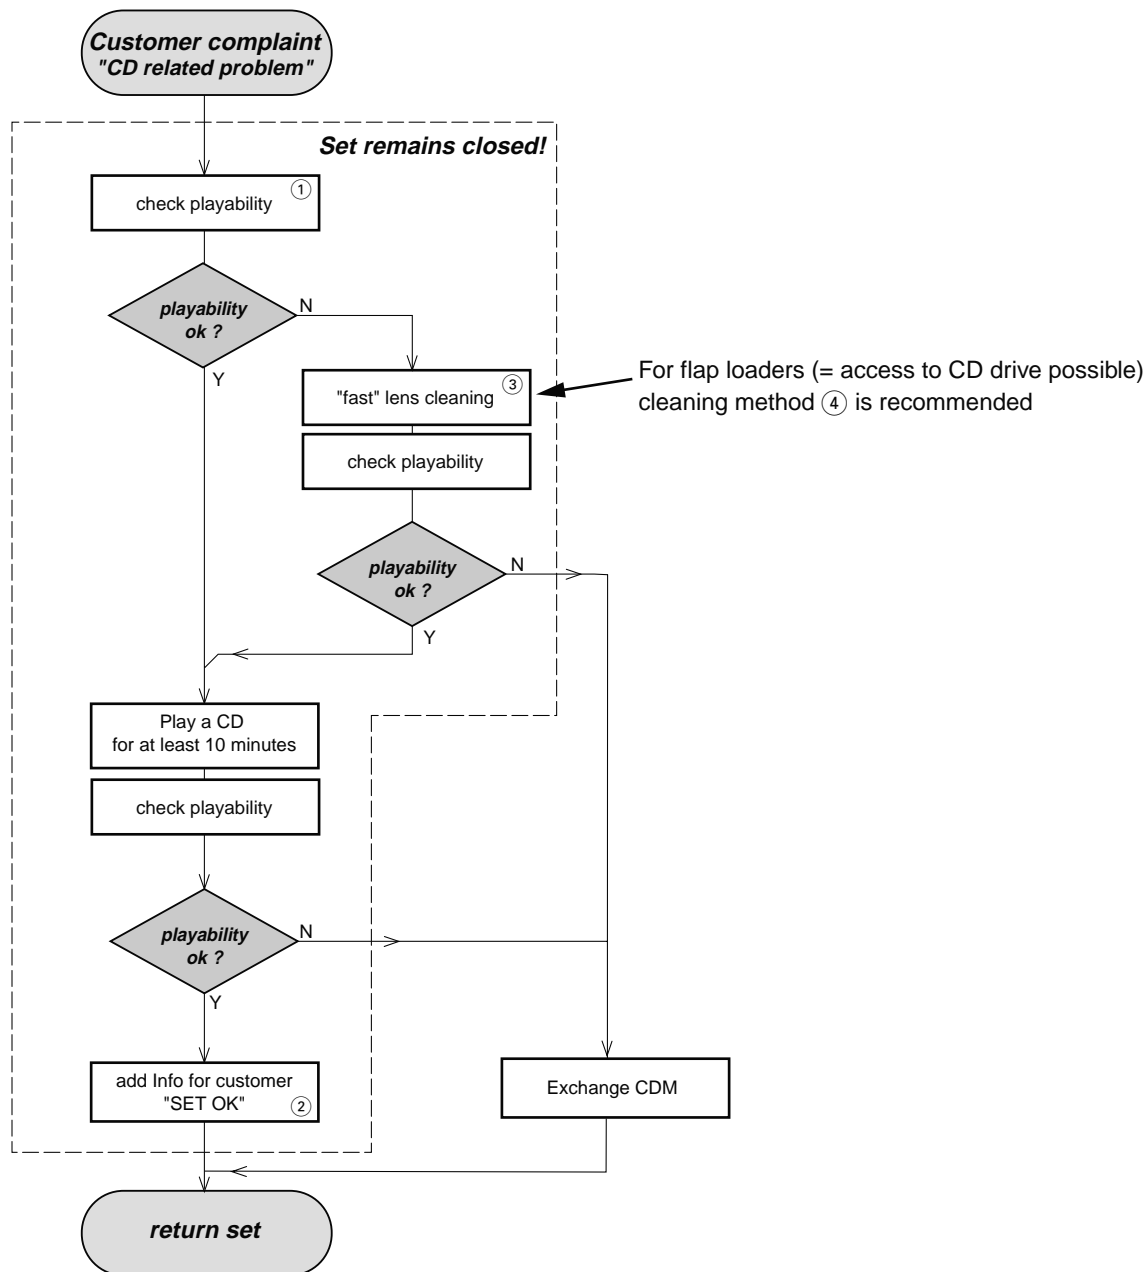 Customer complaint
"CD related problem"
Set remains closed!
check playability ①
playability
ok ?
N
Y
"fast" lens cleaning ③
For flap loaders (= access to CD drive possible)
cleaning method ④ is recommended
check playability
playability
ok ?
N
Y
Play a CD
for at least 10 minutes
check playability
playability
ok ?
N
Y
add Info for customer
"SET OK" ②
Exchange CDM
return set